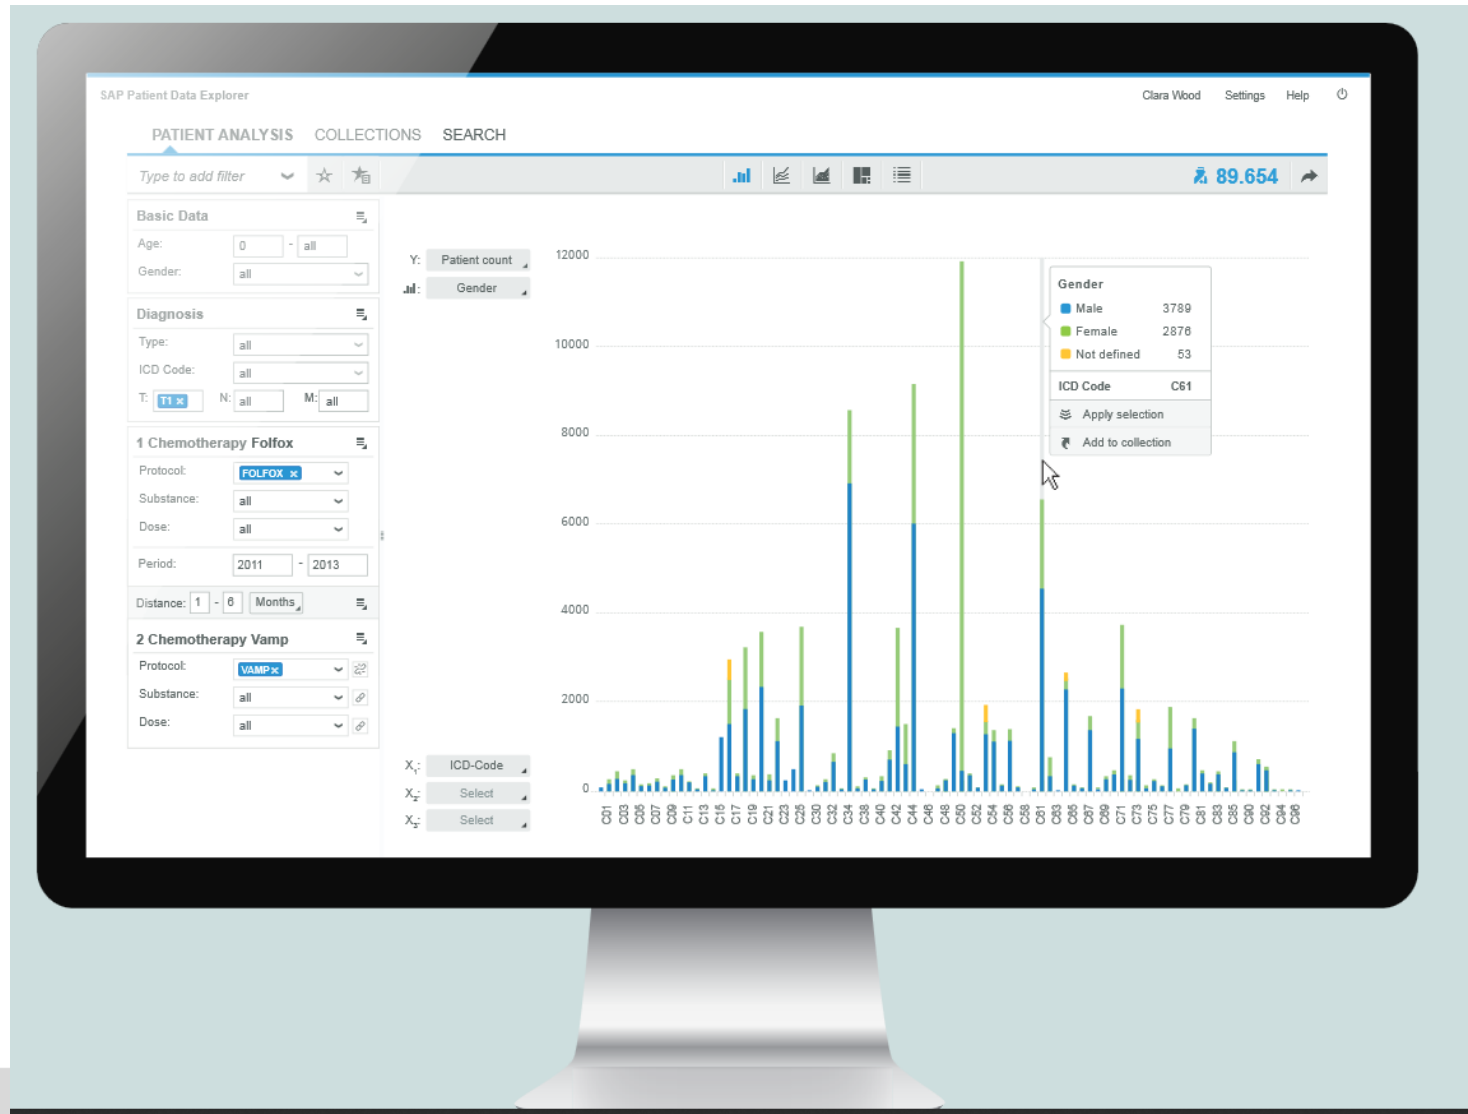 SAP Patient Data Explorer
Clara Wood Settings Help
PATIENT ANALYSIS COLLECTIONS SEARCH
Type to add filter
89.654
Basic Data
Age: 0 - all
Gender: all
Diagnosis
Type: all
ICD Code: all
T: T1 x N: all M: all
1 Chemotherapy Folfox
Protocol: FOLFOX x
Substance: all
Dose: all
Period: 2011 - 2013
Distance: 1 - 6 Months
2 Chemotherapy Vamp
Protocol: VAMP x
Substance: all
Dose: all
Y: Patient count
: Gender
X1: ICD-Code
X2: Select
X3: Select
12000
10000
8000
6000
4000
2000
0
Gender
Male 3789
Female 2876
Not defined 53
ICD Code C61
Apply selection
Add to collection
C01 C03 C05 C07 C09 C11 C13 C15 C17 C19 C21 C23 C25 C30 C32 C34 C38 C40 C42 C44 C46 C48 C50 C52 C54 C56 C58 C61 C63 C65 C67 C69 C71 C73 C75 C77 C79 C81 C83 C85 C90 C92 C94 C96